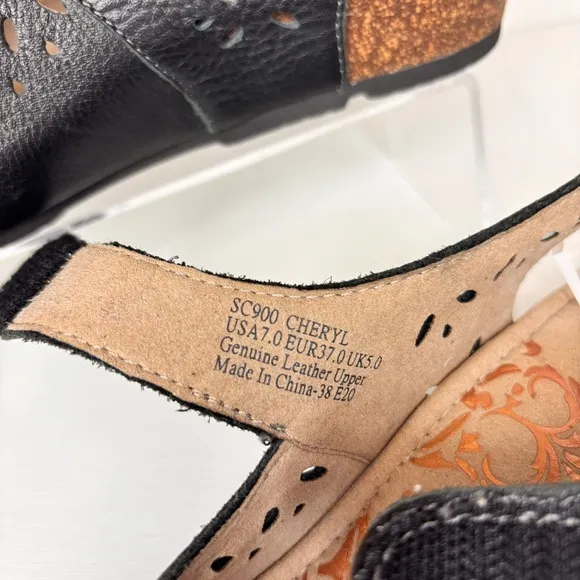 SC900 CHERYL
USA7.0 EUR37.0 UK5.0
Genuine Leather Upper
Made In China-38 E20